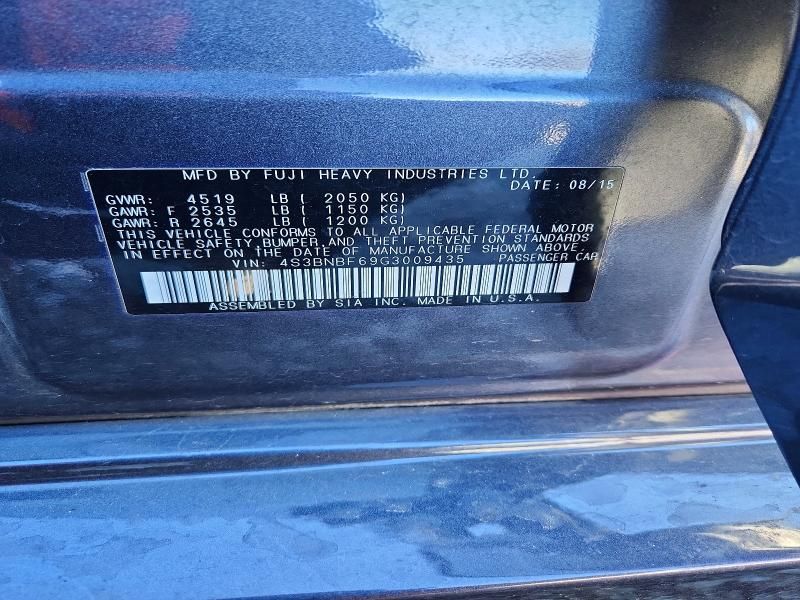 MFD BY FUJI HEAVY INDUSTRIES LTD.
DATE: 08/15
GVWR: 4519 LB ( 2050 KG)
GAWR: F 2535 LB ( 1150 KG)
GAWR: R 2645 LB ( 1200 KG)
THIS VEHICLE CONFORMS TO ALL APPLICABLE FEDERAL MOTOR
VEHICLE SAFETY,BUMPER AND THEFT PREVENTION STANDARDS
IN EFFECT ON THE DATE OF MANUFACTURE SHOWN ABOVE.
VIN: 4S3BNBF69G3009435 PASSENGER CAR
ASSEMBLED BY SIA INC. MADE IN U.S.A.